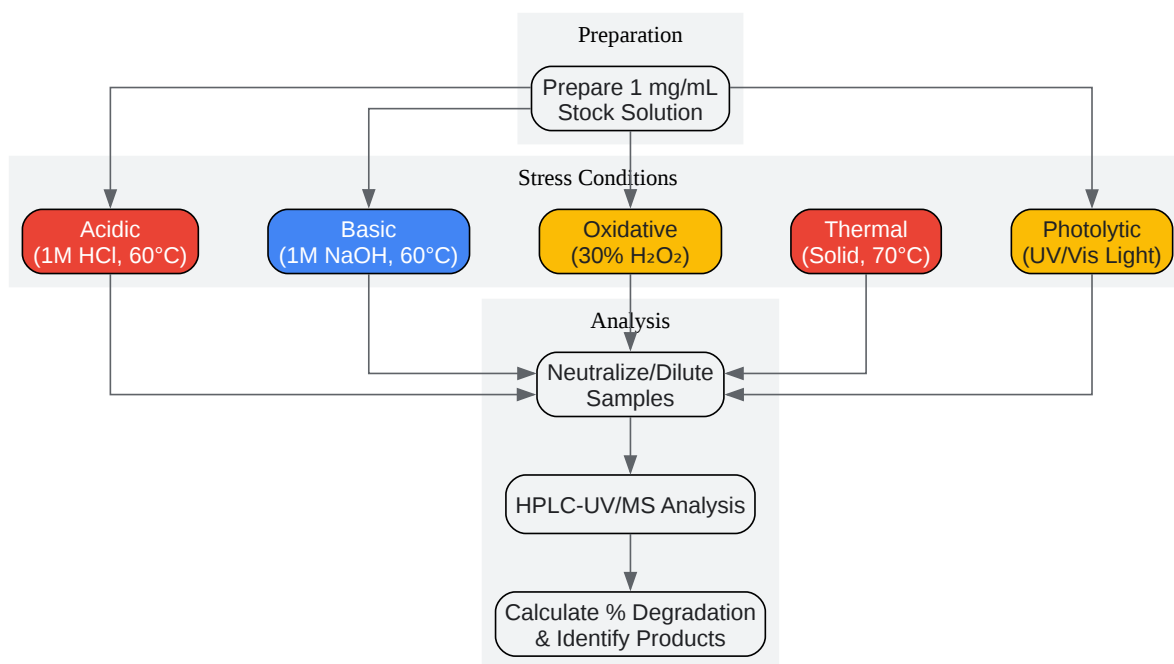 Preparation
Prepare 1 mg/mL
Stock Solution
Stress Conditions
Acidic
(1M HCl, 60°C)
Basic
(1M NaOH, 60°C)
Oxidative
(30% H₂O₂)
Thermal
(Solid, 70°C)
Photolytic
(UV/Vis Light)
Analysis
Neutralize/Dilute
Samples
HPLC-UV/MS Analysis
Calculate % Degradation
& Identify Products